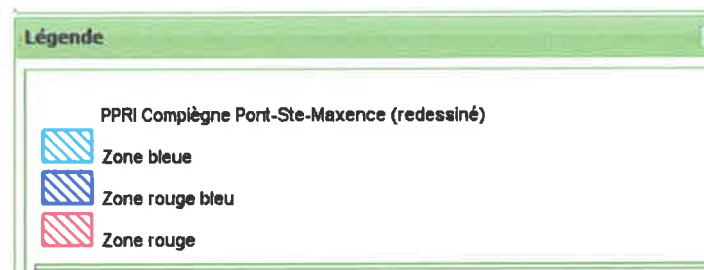 Légende
PPRI Compiègne Pont-Ste-Maxence (redessiné)
Zone bleue
Zone rouge bleu
Zone rouge